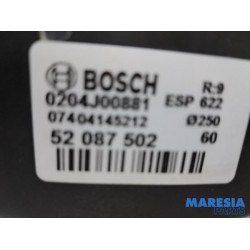 BOSCH R:9
0204J00881 ESP 622
07404145212 Ø250
52 087 502 60
MARESIA